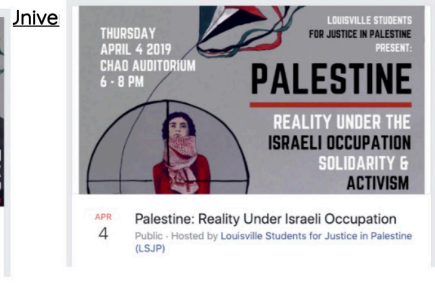 Unive
THURSDAY
APRIL 4 2019
CHAO AUDITORIUM
6 - 8 PM
LOUISVILLE STUDENTS
FOR JUSTICE IN PALESTINE
PRESENT:
PALESTINE
REALITY UNDER THE
ISRAELI OCCUPATION
SOLIDARITY &
ACTIVISM
APR
4
Palestine: Reality Under Israeli Occupation
Public · Hosted by Louisville Students for Justice in Palestine
(LSJP)